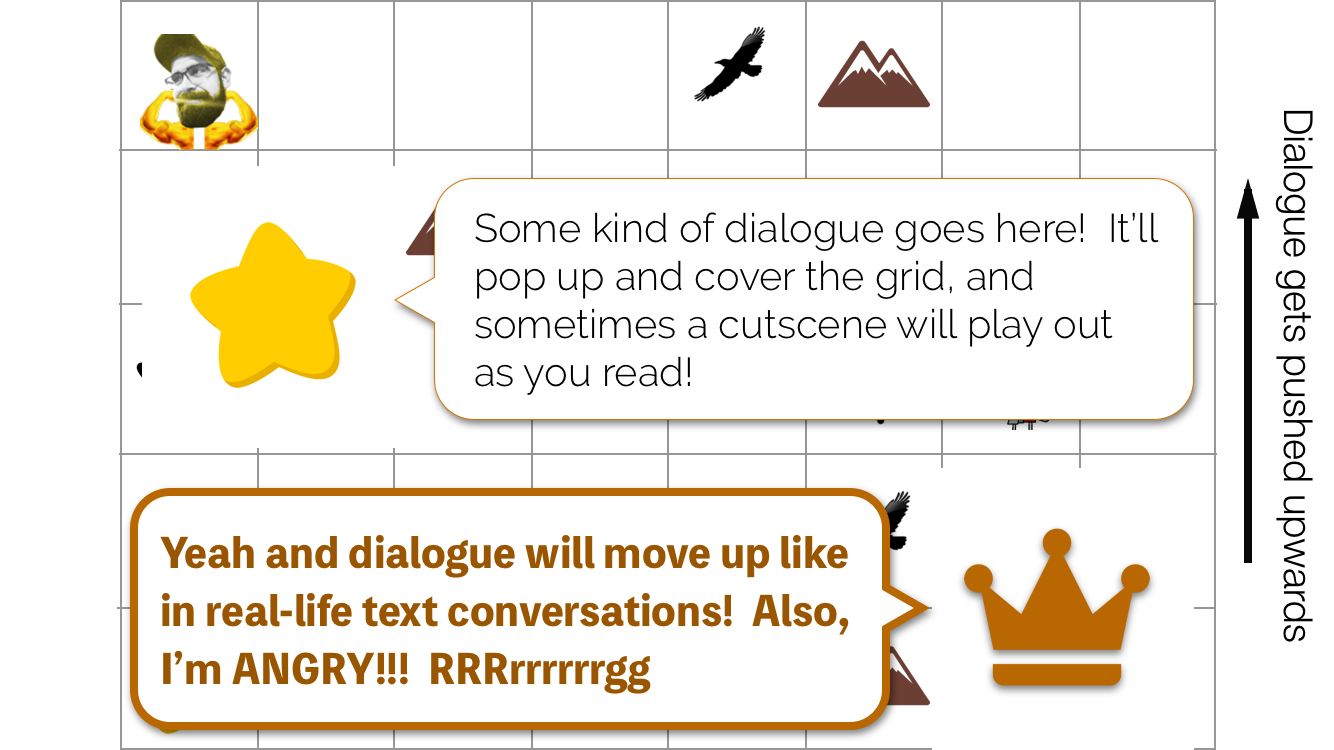 Some kind of dialogue goes here!  It’ll
pop up and cover the grid, and
sometimes a cutscene will play out
as you read!
Yeah and dialogue will move up like
in real-life text conversations!  Also,
I’m ANGRY!!!  RRRrrrrrrgg
Dialogue gets pushed upwards